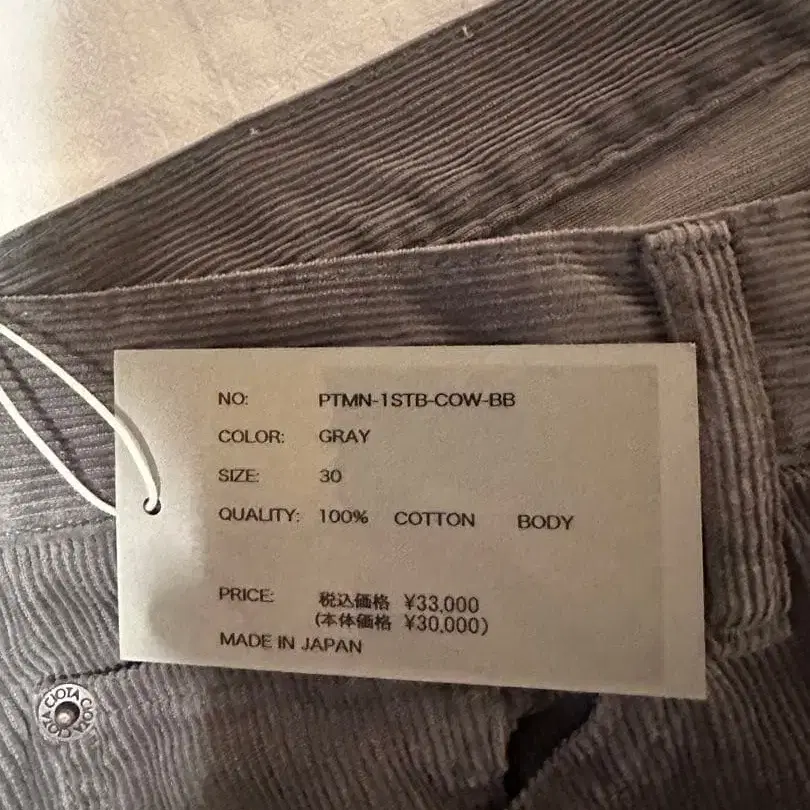 NO: PTMN-1STB-COW-BB
COLOR: GRAY
SIZE: 30
QUALITY: 100% COTTON BODY
PRICE: 税込価格 ¥33,000
(本体価格 ¥30,000)
MADE IN JAPAN
CIOTA CIOTA CIOTA